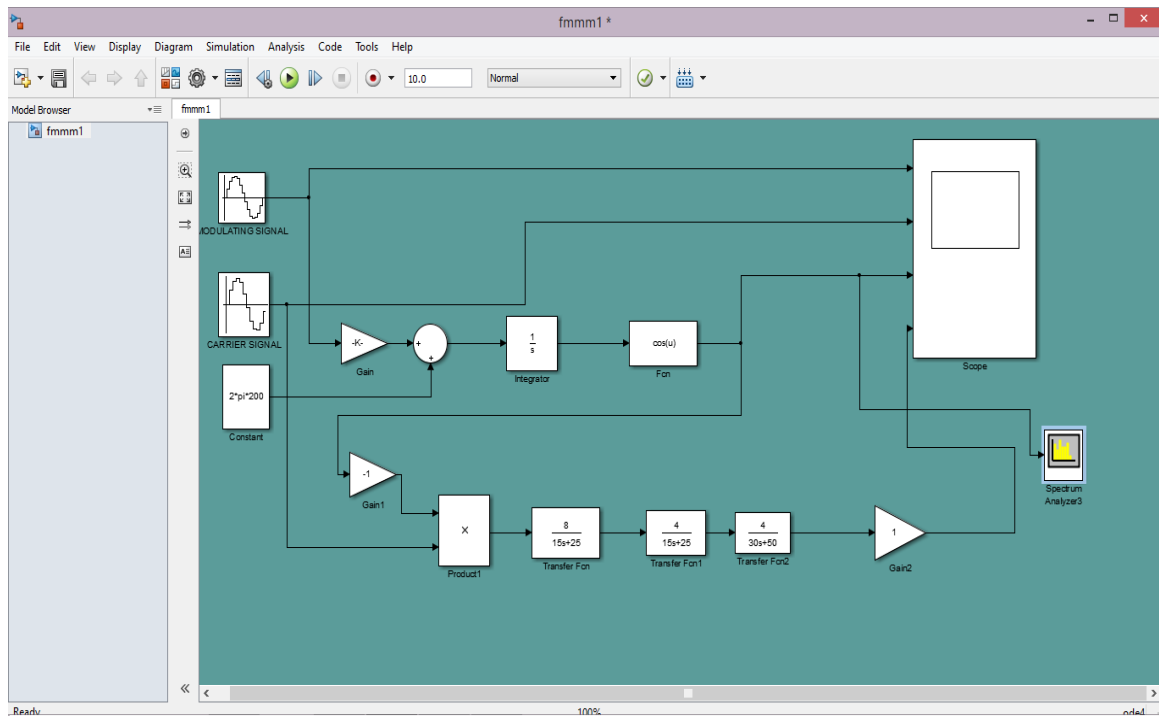 fmmm1 *
File Edit View Display Diagram Simulation Analysis Code Tools Help
10.0 Normal
Model Browser
fmmm1
fmmm1
MODULATING SIGNAL
CARRIER SIGNAL
-K-
Gain
+
+
1
s
Integrator
cos(u)
Fcn
Scope
2*pi*200
Constant
-1
Gain1
Spectrum
Analyzer3
X
Product1
8
15s+25
Transfer Fcn
4
15s+25
Transfer Fcn1
4
30s+50
Transfer Fcn2
1
Gain2
Ready 100% ode4